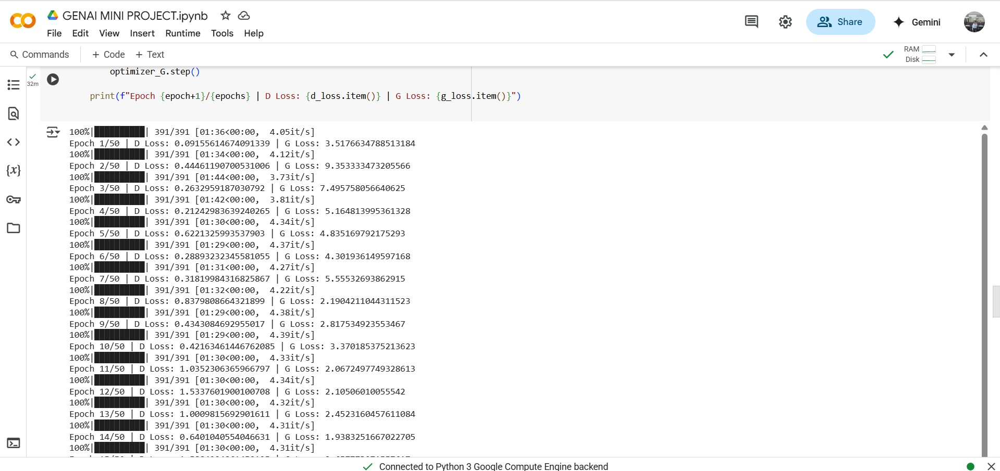 GENAI MINI PROJECT.ipynb
File Edit View Insert Runtime Tools Help
Share
Gemini
Commands + Code + Text
RAM
Disk
32m
optimizer_G.step()
print(f"Epoch {epoch+1}/{epochs} | D Loss: {d_loss.item()} | G Loss: {g_loss.item()}")
100%|██████████| 391/391 [01:36<00:00,  4.05it/s]
Epoch 1/50 | D Loss: 0.09155614674091339 | G Loss: 3.5176634788513184
100%|██████████| 391/391 [01:34<00:00,  4.12it/s]
Epoch 2/50 | D Loss: 0.44461190700531006 | G Loss: 9.353333473205566
100%|██████████| 391/391 [01:44<00:00,  3.73it/s]
Epoch 3/50 | D Loss: 0.2632959187030792 | G Loss: 7.495758056640625
100%|██████████| 391/391 [01:42<00:00,  3.81it/s]
Epoch 4/50 | D Loss: 0.21242983639240265 | G Loss: 5.164813995361328
100%|██████████| 391/391 [01:30<00:00,  4.34it/s]
Epoch 5/50 | D Loss: 0.6221325993537903 | G Loss: 4.835169792175293
100%|██████████| 391/391 [01:29<00:00,  4.37it/s]
Epoch 6/50 | D Loss: 0.28893232345581055 | G Loss: 4.301936149597168
100%|██████████| 391/391 [01:31<00:00,  4.27it/s]
Epoch 7/50 | D Loss: 0.31819984316825867 | G Loss: 5.55532693862915
100%|██████████| 391/391 [01:32<00:00,  4.22it/s]
Epoch 8/50 | D Loss: 0.8379808664321899 | G Loss: 2.1904211044311523
100%|██████████| 391/391 [01:29<00:00,  4.38it/s]
Epoch 9/50 | D Loss: 0.4343084692955017 | G Loss: 2.817534923553467
100%|██████████| 391/391 [01:29<00:00,  4.39it/s]
Epoch 10/50 | D Loss: 0.42163461446762085 | G Loss: 3.370185375213623
100%|██████████| 391/391 [01:30<00:00,  4.33it/s]
Epoch 11/50 | D Loss: 1.0352306365966797 | G Loss: 2.0672497749328613
100%|██████████| 391/391 [01:30<00:00,  4.34it/s]
Epoch 12/50 | D Loss: 1.5337601900100708 | G Loss: 2.10506010055542
100%|██████████| 391/391 [01:30<00:00,  4.32it/s]
Epoch 13/50 | D Loss: 1.0009815692901611 | G Loss: 2.4523160457611084
100%|██████████| 391/391 [01:30<00:00,  4.31it/s]
Epoch 14/50 | D Loss: 0.6401040554046631 | G Loss: 1.9383251667022705
100%|██████████| 391/391 [01:30<00:00,  4.31it/s]
Connected to Python 3 Google Compute Engine backend